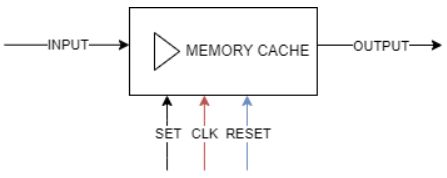 INPUT
MEMORY CACHE
OUTPUT
SET CLK RESET